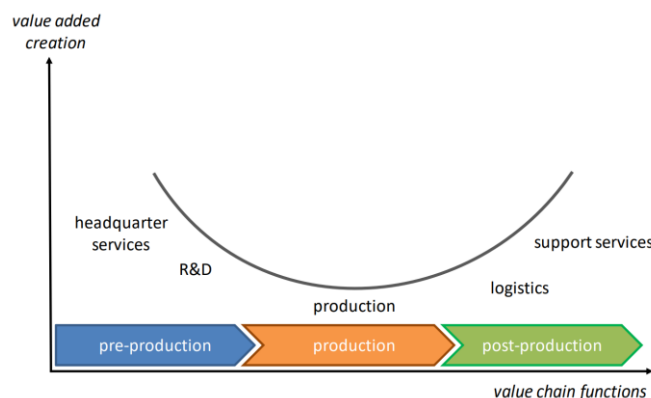 value added
creation
headquarter
services
R&D
support services
logistics
production
pre-production
production
post-production
value chain functions